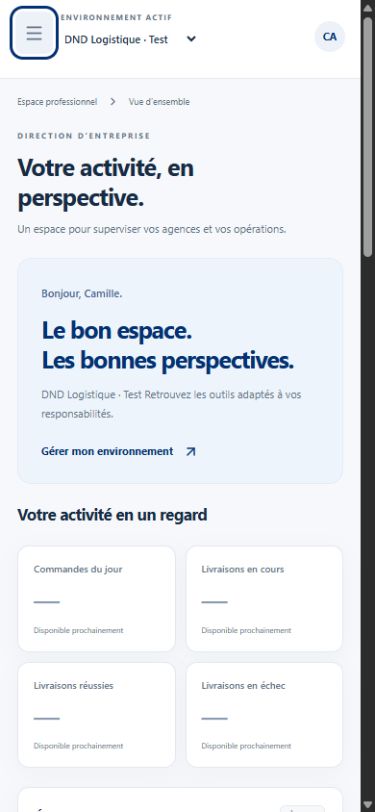 ENVIRONNEMENT ACTIF
DND Logistique · Test
CA
Espace professionnel > Vue d'ensemble
DIRECTION D'ENTREPRISE
Votre activité, en
perspective.
Un espace pour superviser vos agences et vos opérations.
Bonjour, Camille.
Le bon espace.
Les bonnes perspectives.
DND Logistique · Test Retrouvez les outils adaptés à vos
responsabilités.
Gérer mon environnement
Votre activité en un regard
Commandes du jour
—
Disponible prochainement
Livraisons en cours
—
Disponible prochainement
Livraisons réussies
—
Disponible prochainement
Livraisons en échec
—
Disponible prochainement